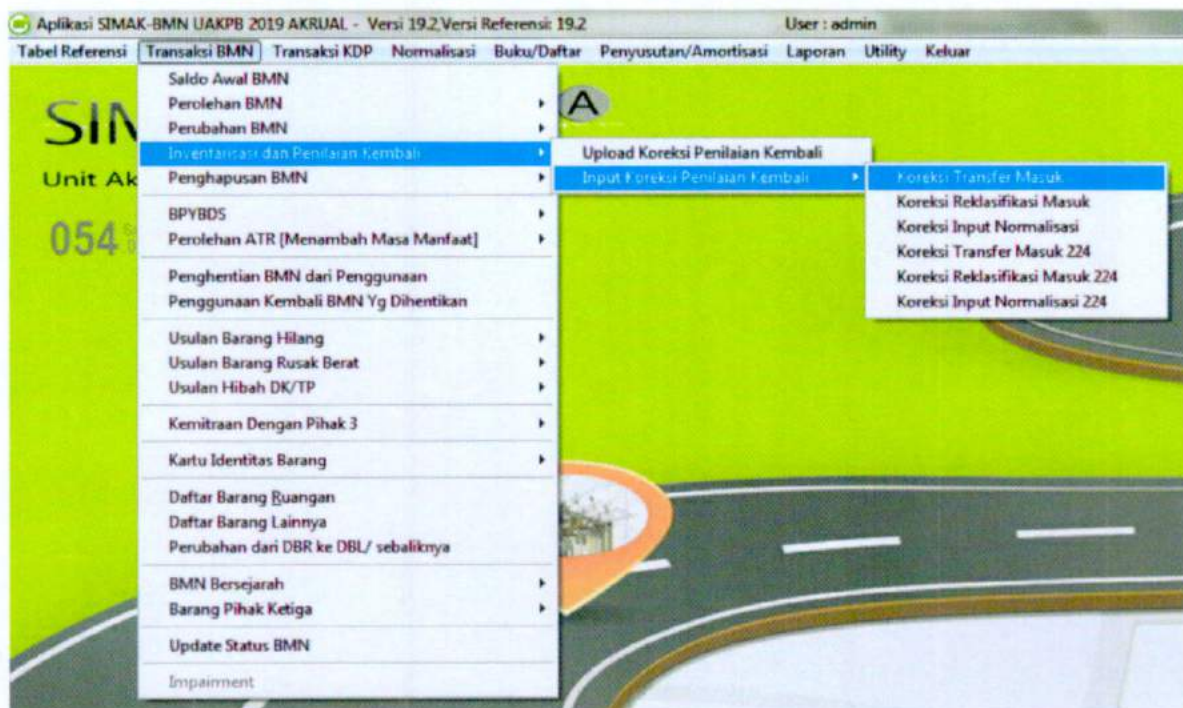 Aplikasi SIMAK-BMN UAKPB 2019 AKRUAL - Versi 19.2,Versi Referensi: 19.2 User : admin
Tabel Referensi Transaksi BMN Transaksi KDP Normalisasi Buku/Daftar Penyusutan/Amortisasi Laporan Utility Keluar
SIM
A
Unit Ak
054
Saldo Awal BMN
Perolehan BMN
Perubahan BMN
Inventarisasi dan Penilaian Kembali
Penghapusan BMN
BPYBDS
Perolehan ATR [Menambah Masa Manfaat]
Penghentian BMN dari Penggunaan
Penggunaan Kembali BMN Yg Dihentikan
Usulan Barang Hilang
Usulan Barang Rusak Berat
Usulan Hibah DK/TP
Kemitraan Dengan Pihak 3
Kartu Identitas Barang
Daftar Barang Ruangan
Daftar Barang Lainnya
Perubahan dari DBR ke DBL/ sebaliknya
BMN Bersejarah
Barang Pihak Ketiga
Update Status BMN
Impairment
Upload Koreksi Penilaian Kembali
Input Koreksi Penilaian Kembali
Koreksi Transfer Masuk
Koreksi Reklasifikasi Masuk
Koreksi Input Normalisasi
Koreksi Transfer Masuk 224
Koreksi Reklasifikasi Masuk 224
Koreksi Input Normalisasi 224